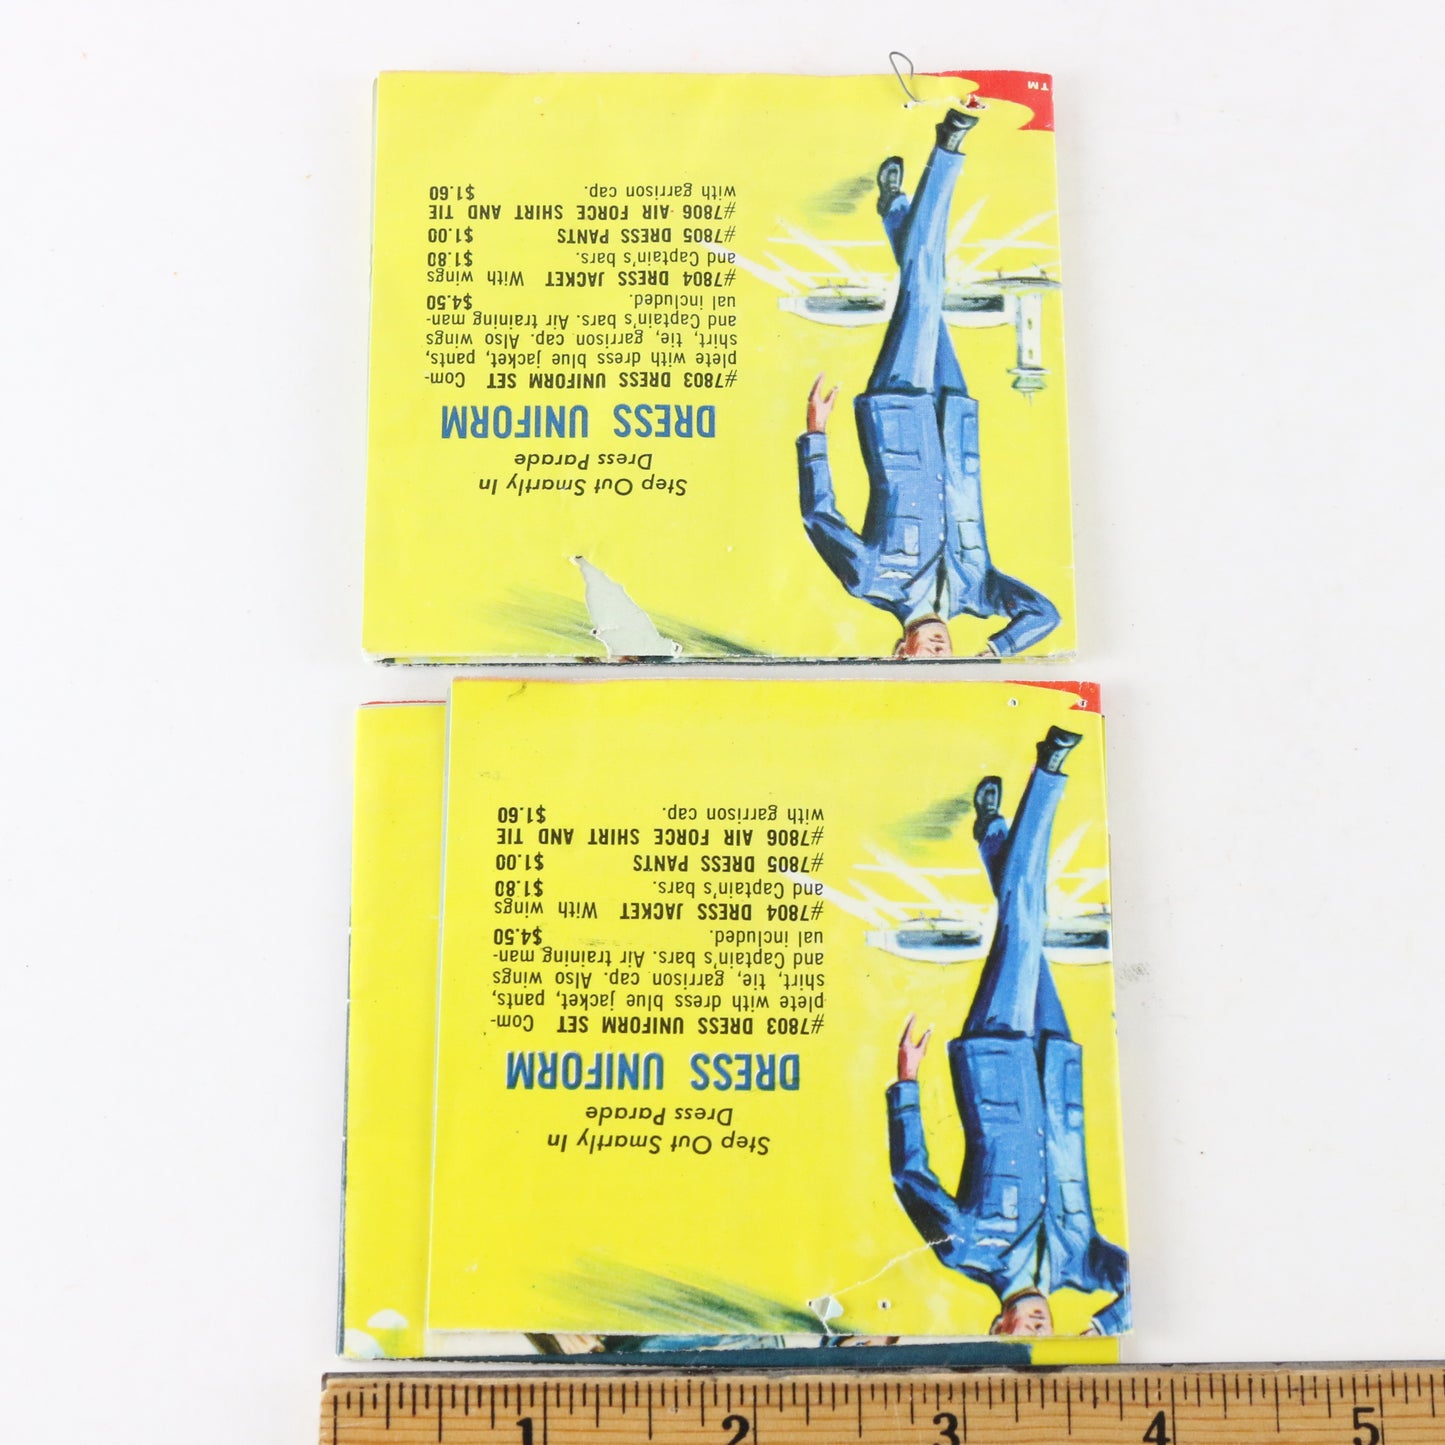 TM
Step Out Smartly In
Dress Parade
DRESS UNIFORM
#7803 DRESS UNIFORM SET Com-
plete with dress blue jacket, pants,
shirt, tie, garrison cap. Also wings
and Captain's bars. Air training man-
ual included. $4.50
#7804 DRESS JACKET With wings
and Captain's bars. $1.80
#7805 DRESS PANTS $1.00
#7806 AIR FORCE SHIRT AND TIE
with garrison cap. $1.60
Step Out Smartly In
Dress Parade
DRESS UNIFORM
#7803 DRESS UNIFORM SET Com-
plete with dress blue jacket, pants,
shirt, tie, garrison cap. Also wings
and Captain's bars. Air training man-
ual included. $4.50
#7804 DRESS JACKET With wings
and Captain's bars. $1.80
#7805 DRESS PANTS $1.00
#7806 AIR FORCE SHIRT AND TIE
with garrison cap. $1.60
1 2 3 4 5